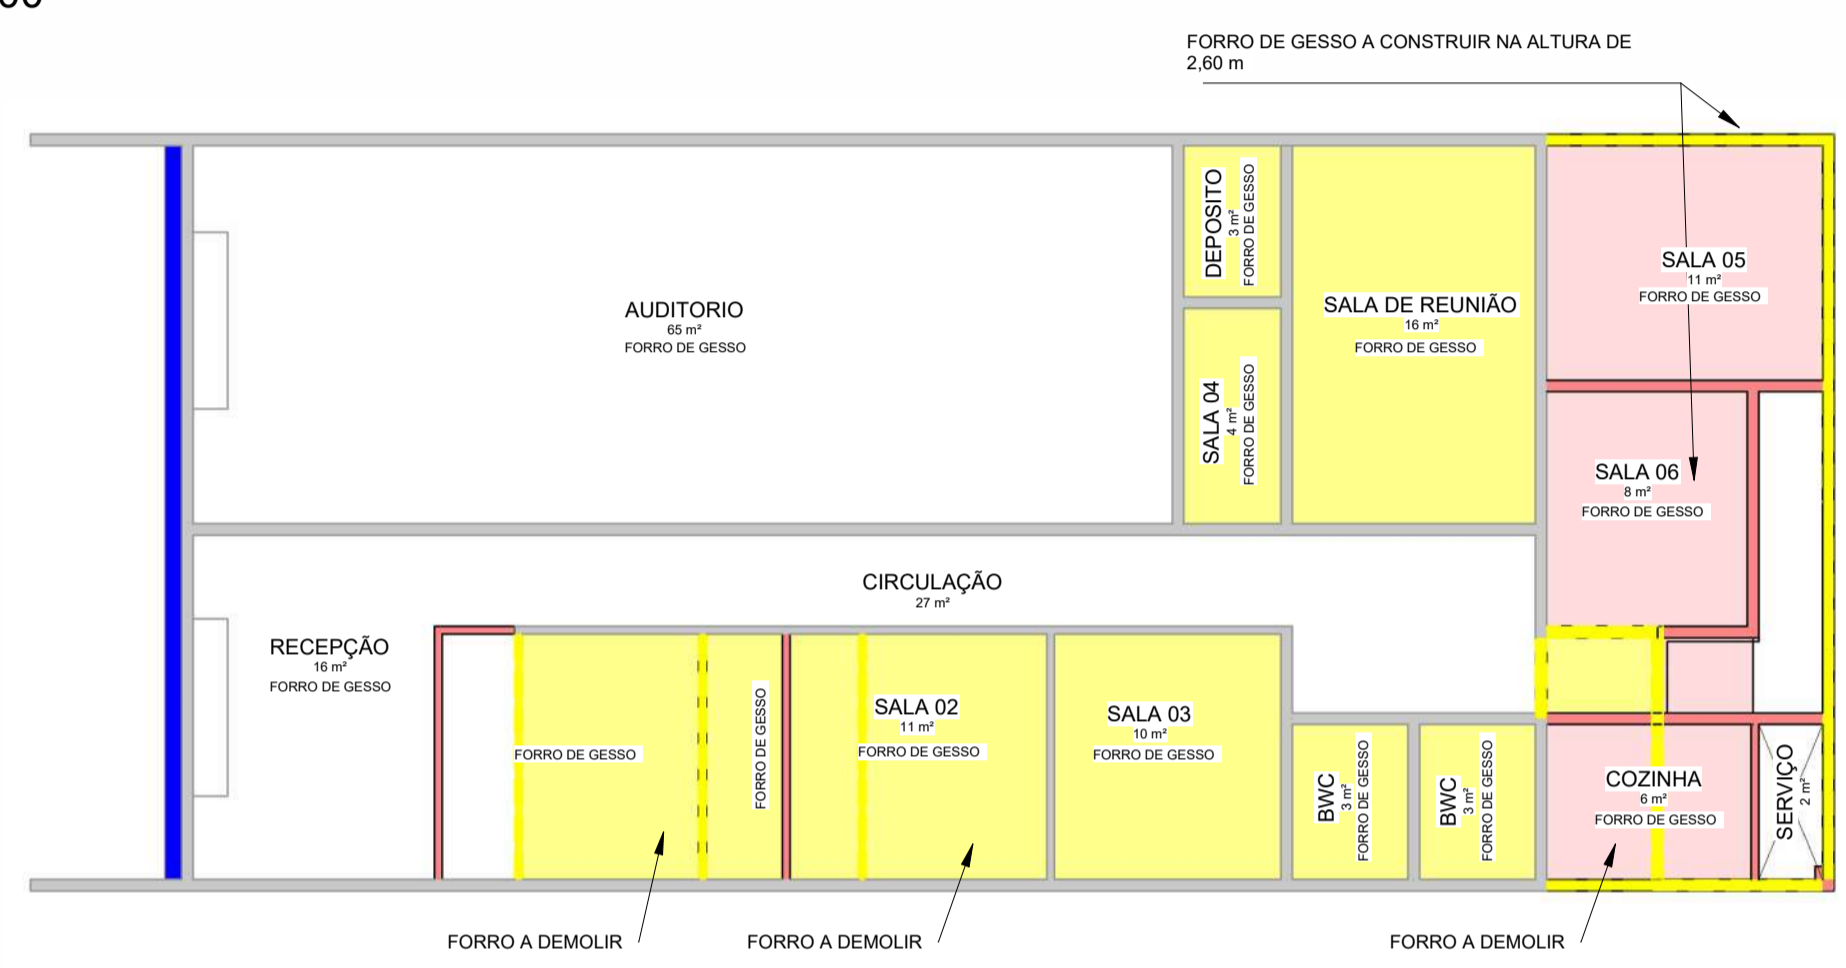 FORRO DE GESSO A CONSTRUIR NA ALTURA DE
2,60 m
DEPOSITO
3 m²
FORRO DE GESSO
SALA 05
11 m²
FORRO DE GESSO
AUDITORIO
65 m²
FORRO DE GESSO
SALA DE REUNIÃO
16 m²
FORRO DE GESSO
SALA 04
4 m²
FORRO DE GESSO
SALA 06
8 m²
FORRO DE GESSO
CIRCULAÇÃO
27 m²
RECEPÇÃO
16 m²
FORRO DE GESSO
FORRO DE GESSO
FORRO DE GESSO
SALA 02
11 m²
FORRO DE GESSO
SALA 03
10 m²
FORRO DE GESSO
BWC
3 m²
FORRO DE GESSO
BWC
3 m²
FORRO DE GESSO
COZINHA
6 m²
FORRO DE GESSO
SERVIÇO
2 m²
FORRO A DEMOLIR
FORRO A DEMOLIR
FORRO A DEMOLIR